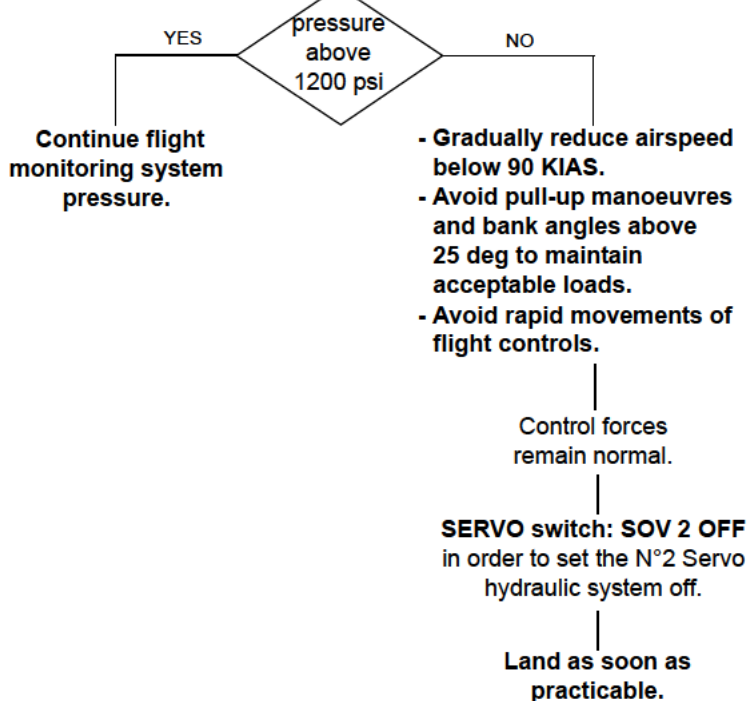 pressure
above
1200 psi
YES
NO
Continue flight
monitoring system
pressure.
- Gradually reduce airspeed
below 90 KIAS.
- Avoid pull-up manoeuvres
and bank angles above
25 deg to maintain
acceptable loads.
- Avoid rapid movements of
flight controls.
Control forces
remain normal.
SERVO switch: SOV 2 OFF
in order to set the N°2 Servo
hydraulic system off.
Land as soon as
practicable.